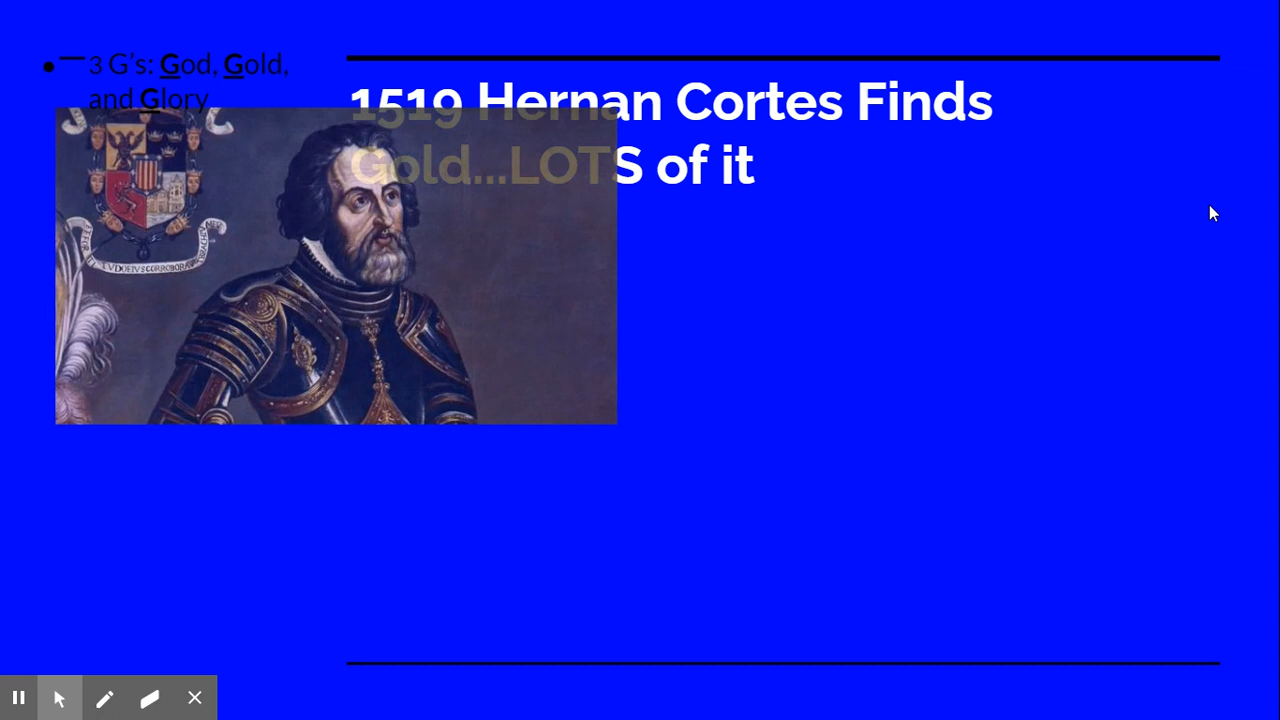 3 G's: God, Gold,
and Glory
1519 Hernan Cortes Finds
Gold...LOTS of it